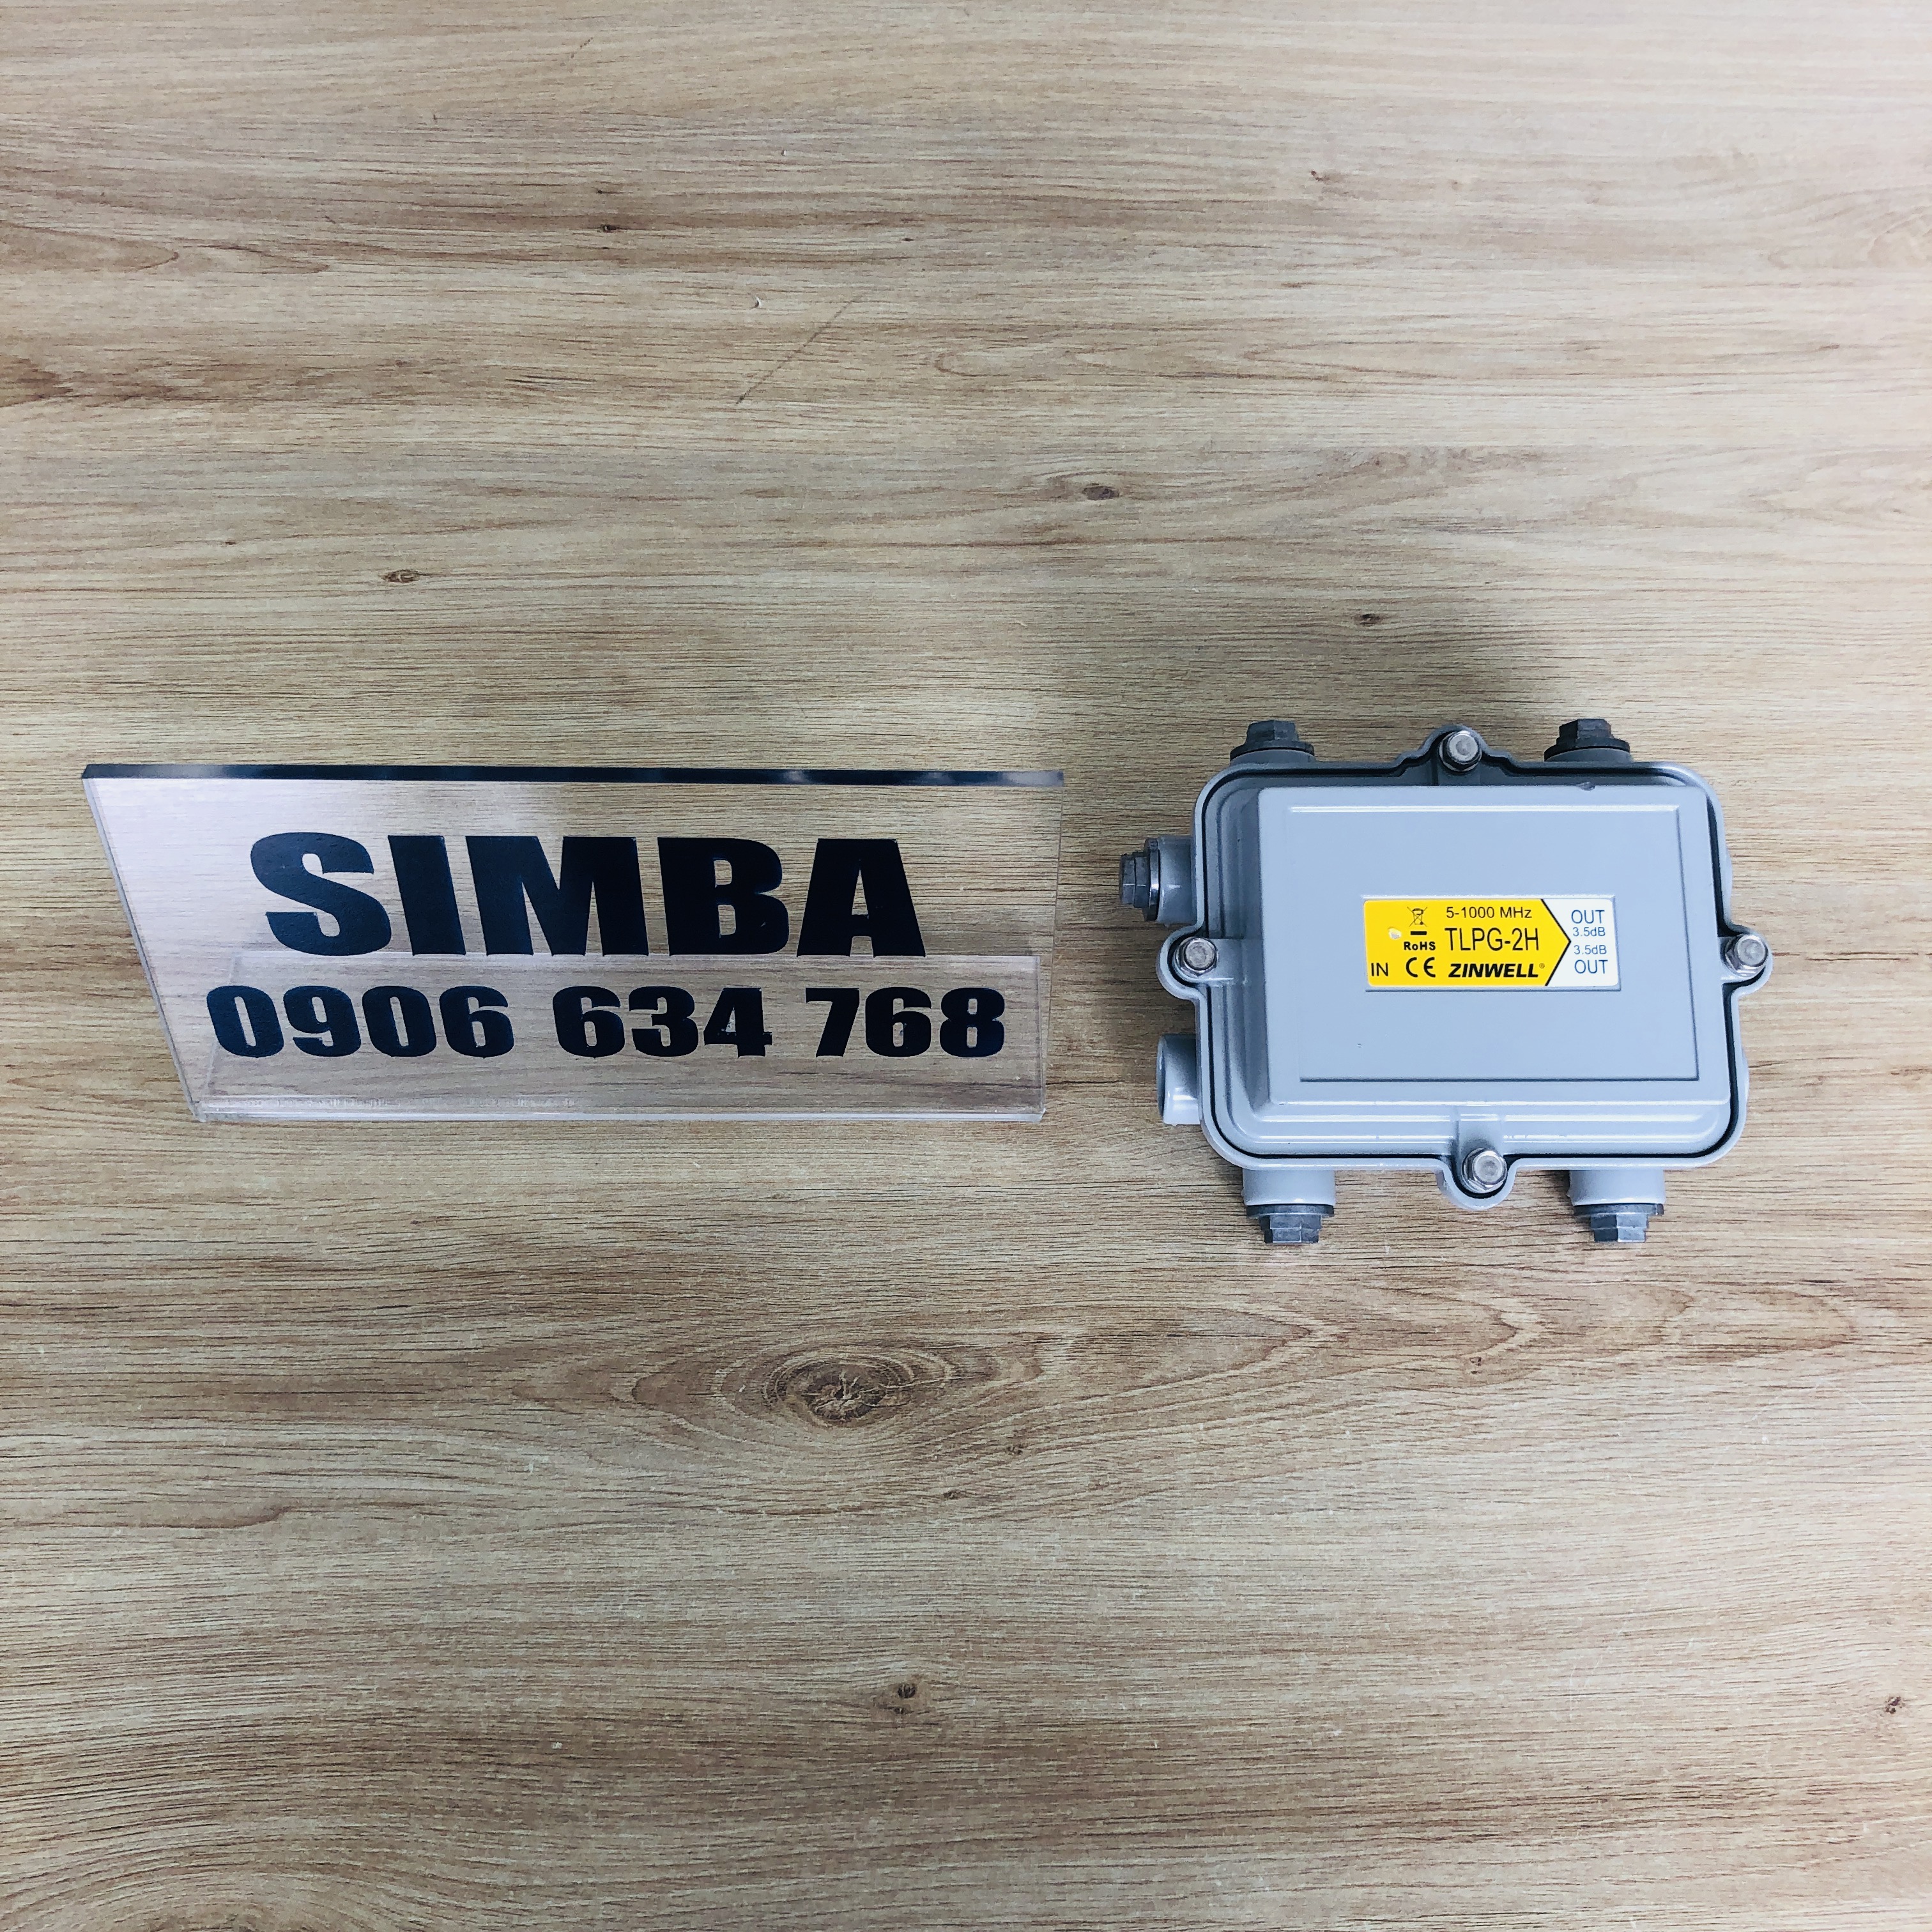 SIMBA
0906 634 768
5-1000 MHz
RoHS TLPG-2H
IN CE ZINWELL®
OUT
3.5dB
3.5dB
OUT